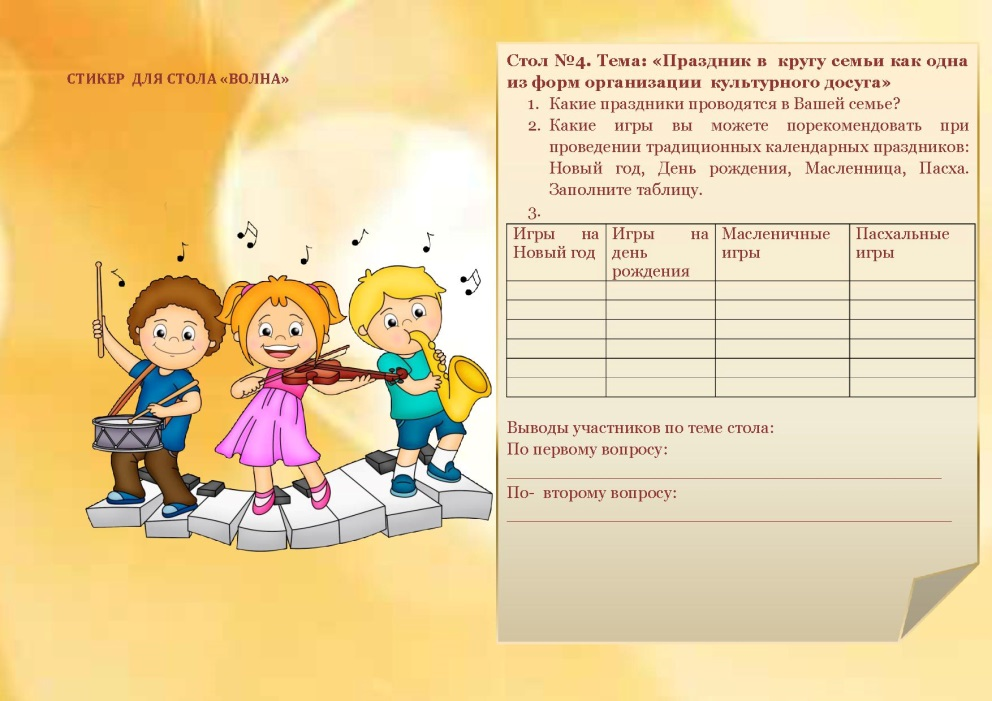 СТИКЕР ДЛЯ СТОЛА «ВОЛНА»
Стол №4. Тема: «Праздник в кругу семьи как одна
из форм организации культурного досуга»
1. Какие праздники проводятся в Вашей семье?
2. Какие игры вы можете порекомендовать при
проведении традиционных календарных праздников:
Новый год, День рождения, Масленница, Пасха.
Заполните таблицу.
3.
Игры на
Новый год
Игры на
день
рождения
Масленичные
игры
Пасхальные
игры
Выводы участников по теме стола:
По первому вопросу:
По- второму вопросу: